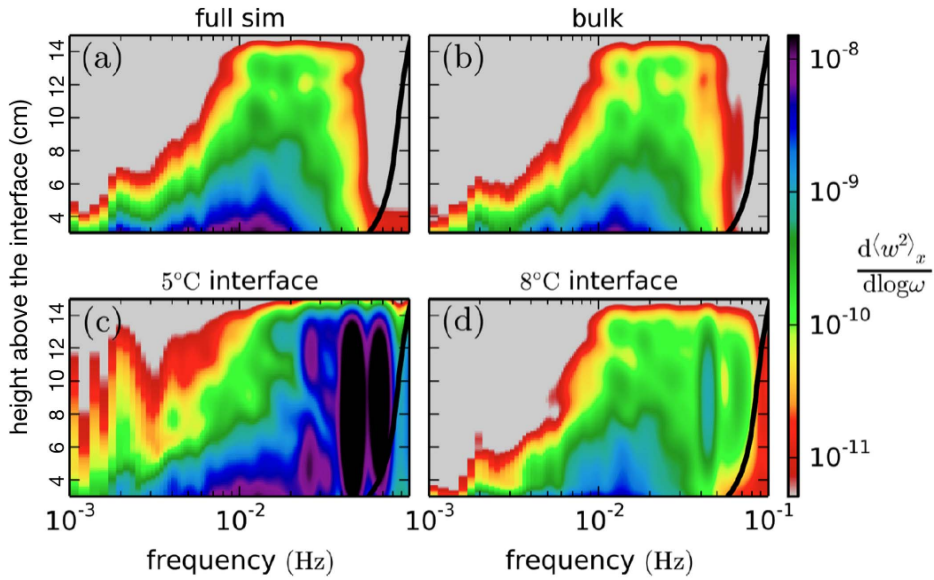 full sim
bulk
(a)
(b)
14
12
10
8
6
4
10^-8
10^-9
10^-10
10^-11
d⟨w²⟩ₓ
dlogω
height above the interface (cm)
5°C interface
8°C interface
(c)
(d)
14
12
10
8
6
4
10^-3
10^-2
10^-3
10^-2
10^-1
frequency (Hz)
frequency (Hz)